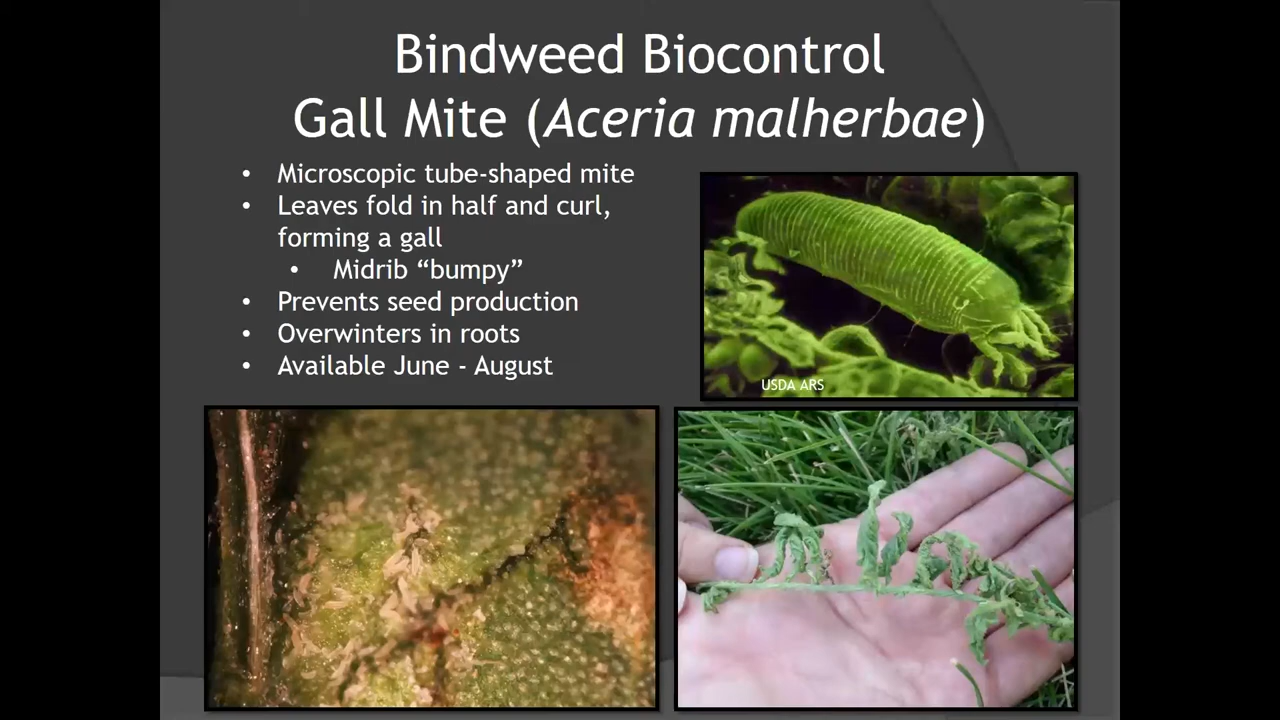 Bindweed Biocontrol
Gall Mite (Aceria malherbae)
• Microscopic tube-shaped mite
• Leaves fold in half and curl,
forming a gall
• Midrib “bumpy”
• Prevents seed production
• Overwinters in roots
• Available June - August
USDA ARS